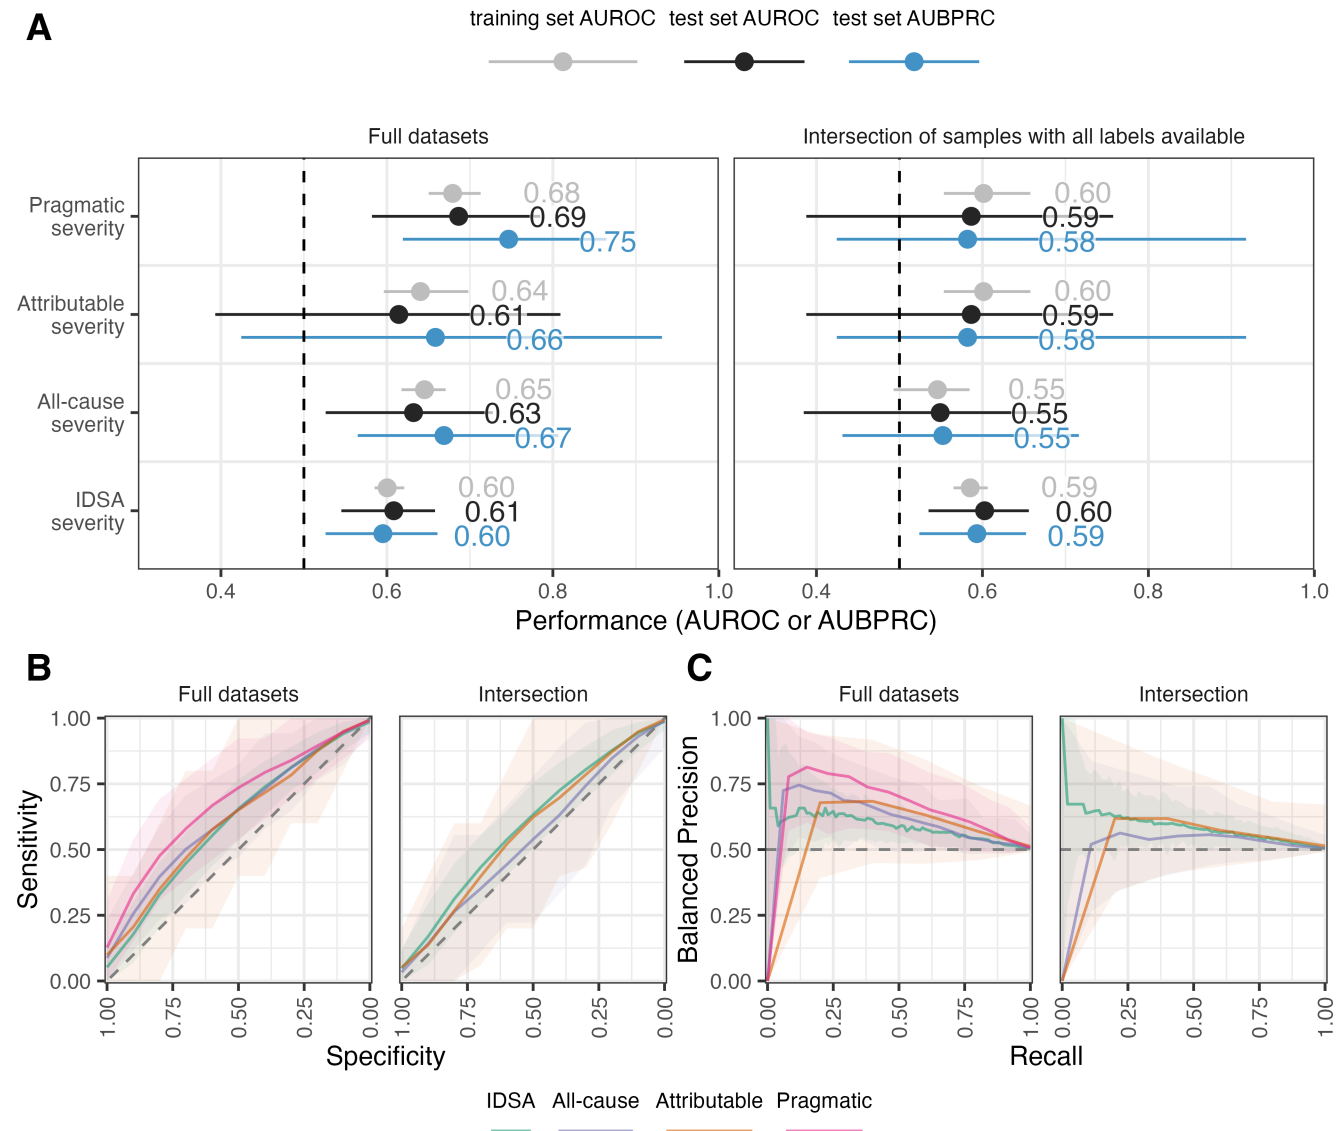 A
training set AUROC test set AUROC test set AUBPRC
Full datasets
Intersection of samples with all labels available
Pragmatic
severity
Attributable
severity
All-cause
severity
IDSA
severity
0.68
0.69
0.75
0.64
0.61
0.66
0.65
0.63
0.67
0.60
0.61
0.60
0.60
0.59
0.58
0.60
0.59
0.58
0.55
0.55
0.55
0.59
0.60
0.59
0.4 0.6 0.8 1.0
0.4 0.6 0.8 1.0
Performance (AUROC or AUBPRC)
B
Full datasets
Intersection
Sensitivity
1.00
0.75
0.50
0.25
0.00
1.00 0.75 0.50 0.25 0.00
1.00 0.75 0.50 0.25 0.00
Specificity
C
Full datasets
Intersection
Balanced Precision
1.00
0.75
0.50
0.25
0.00
0.00 0.25 0.50 0.75 1.00
0.00 0.25 0.50 0.75 1.00
Recall
IDSA All-cause Attributable Pragmatic